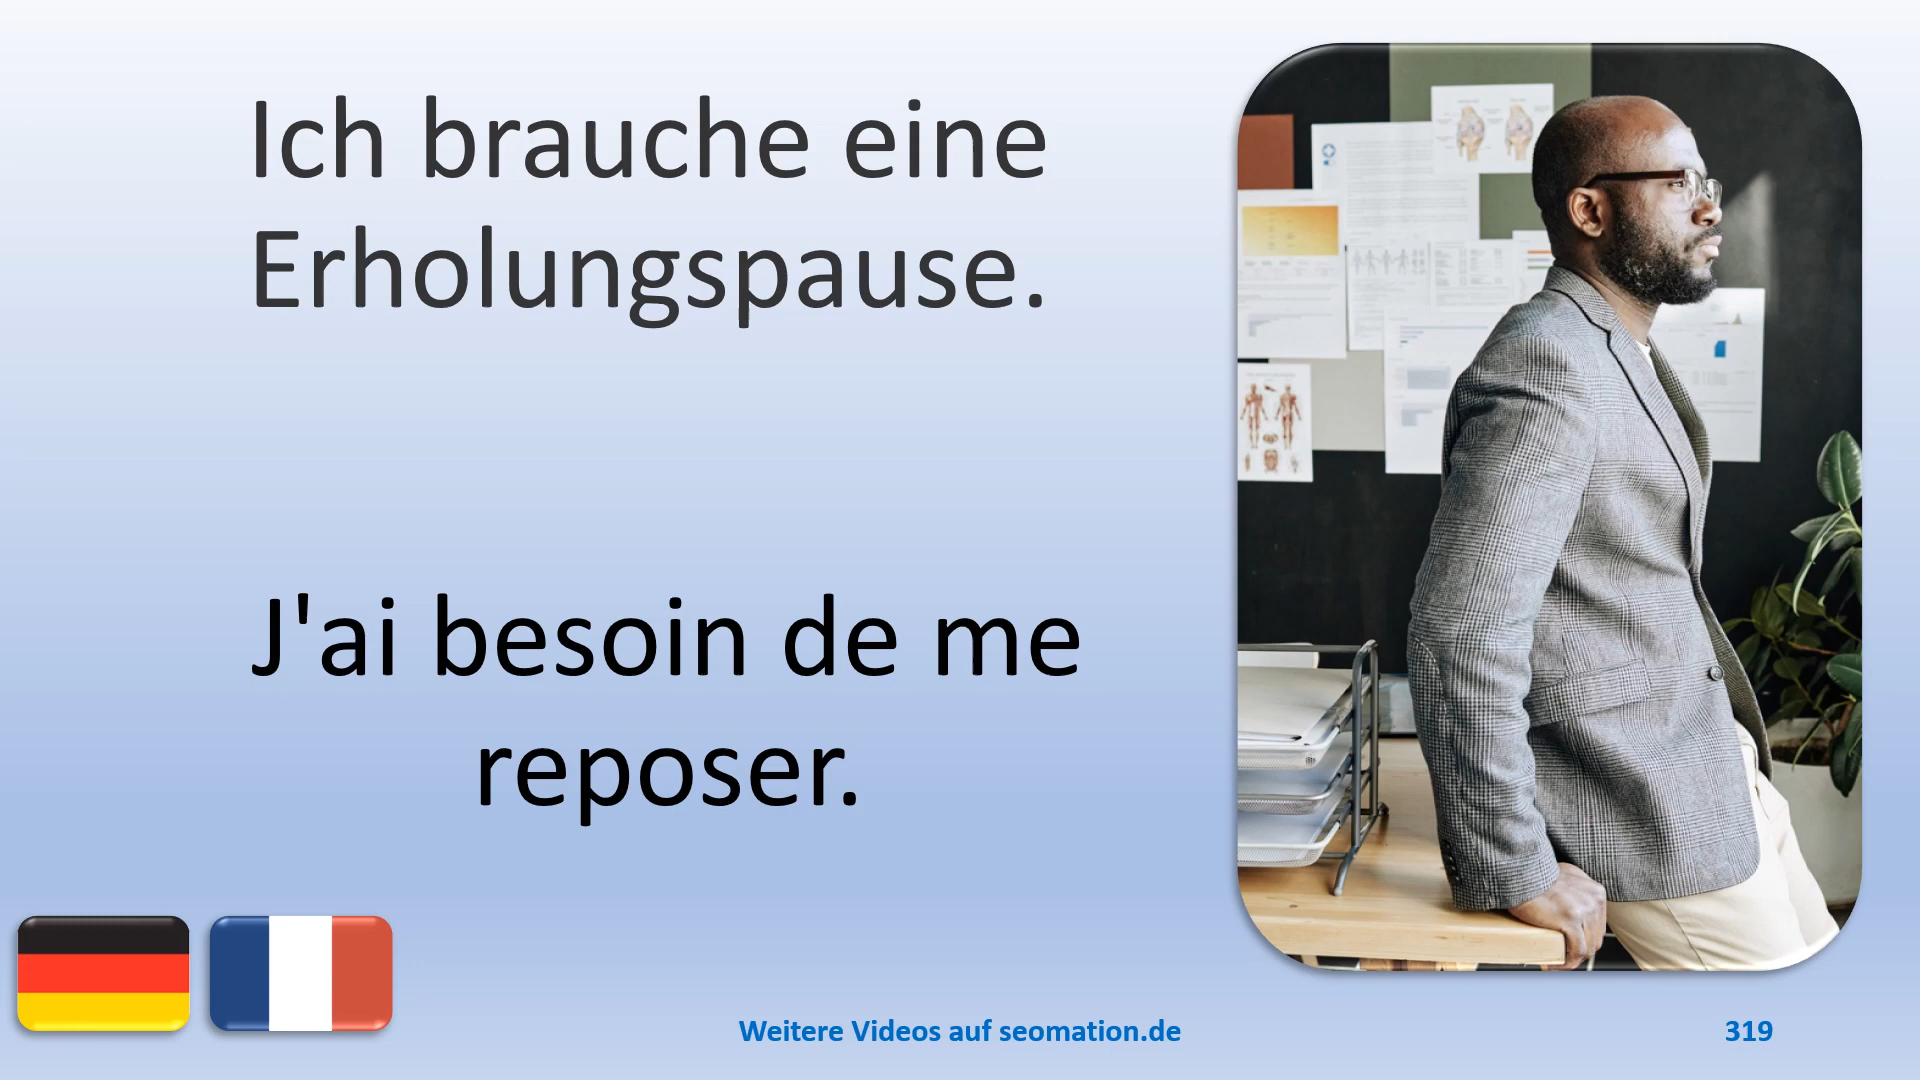 Ich brauche eine
Erholungspause.
J'ai besoin de me
reposer.
Weitere Videos auf seomation.de
319